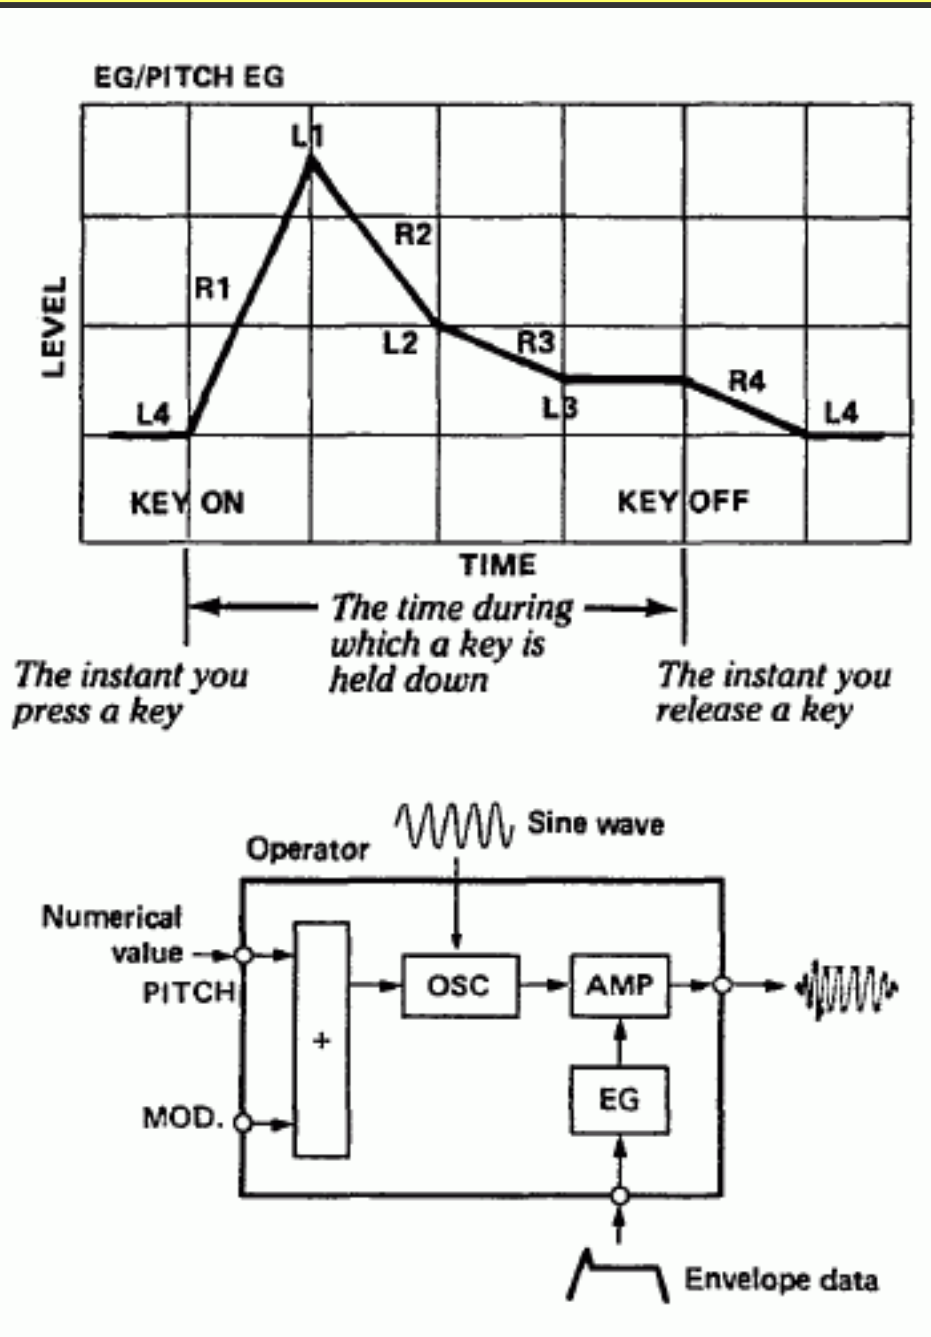 EG/PITCH EG
L1
R2
R1
LEVEL
L2
R3
R4
L3
L4
L4
KEY ON
KEY OFF
TIME
The time during
which a key is
held down
The instant you
press a key
The instant you
release a key
Sine wave
Operator
Numerical
value
PITCH
OSC
AMP
+
EG
MOD.
Envelope data